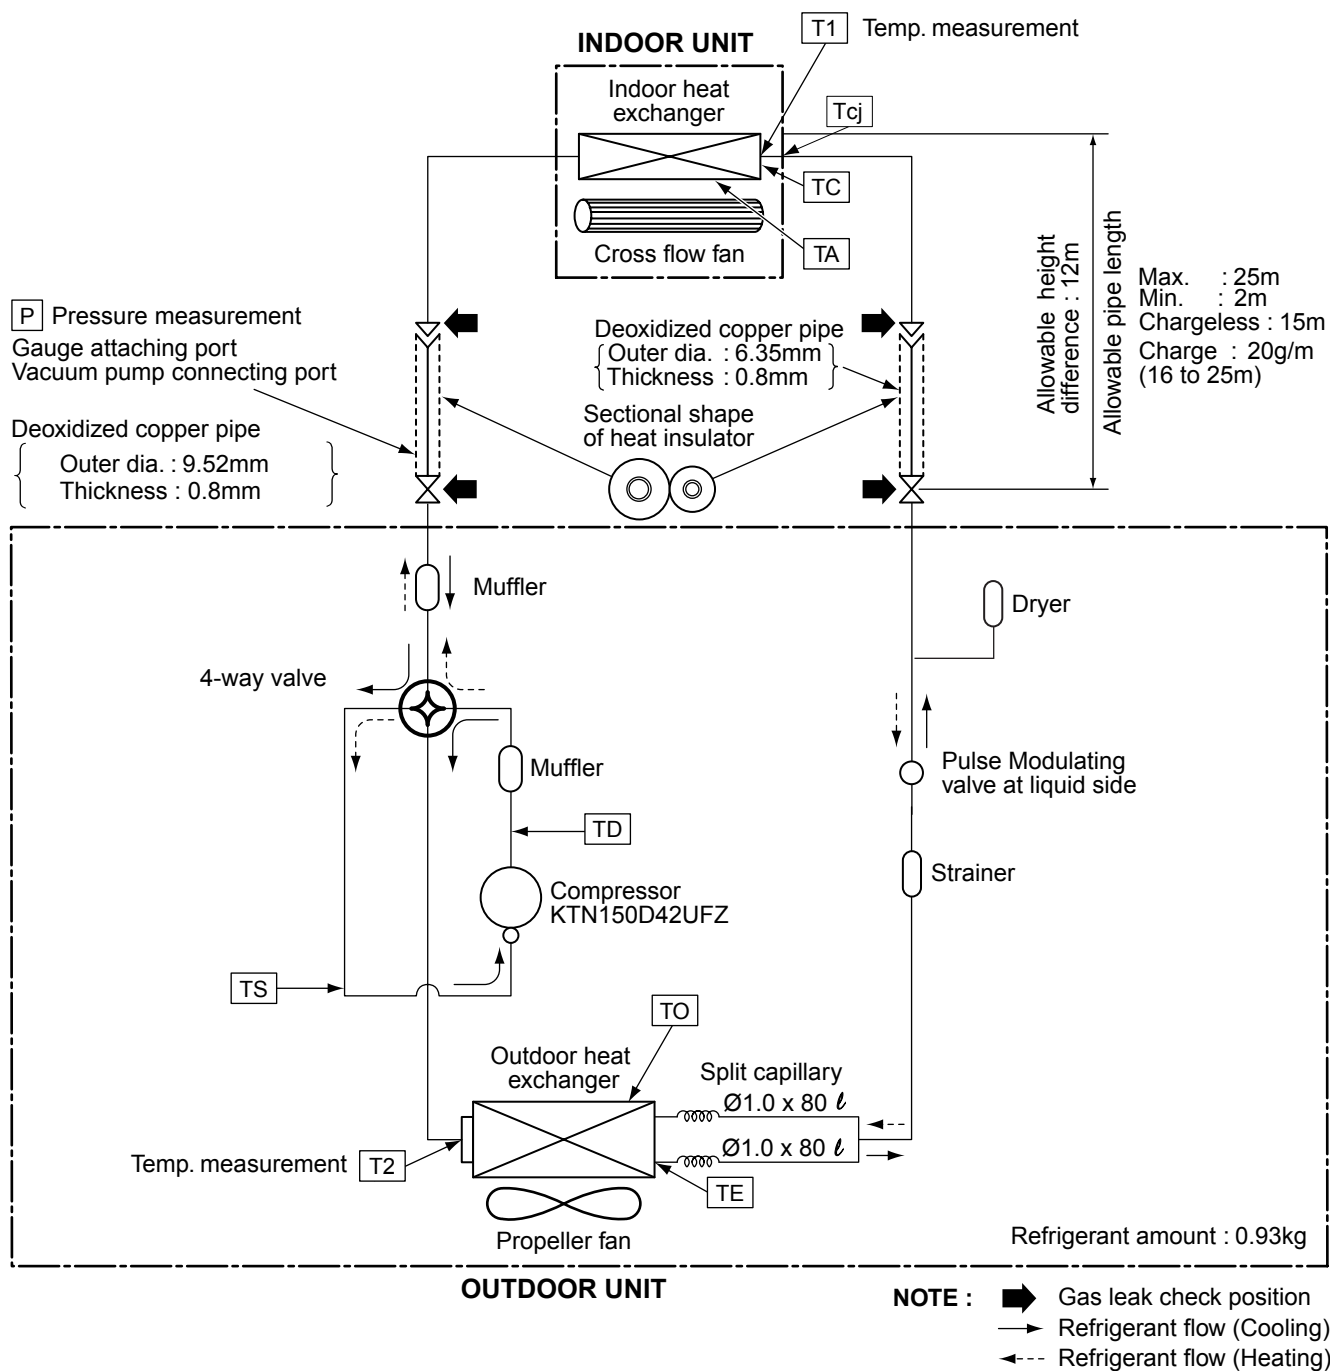 T1 Temp. measurement
INDOOR UNIT
Indoor heat
exchanger
Tcj
TC
TA
Cross flow fan
Allowable height
difference : 12m
Allowable pipe length
Max. : 25m
Min. : 2m
Chargeless : 15m
Charge : 20g/m
(16 to 25m)
P Pressure measurement
Gauge attaching port
Vacuum pump connecting port
Deoxidized copper pipe
Outer dia. : 9.52mm
Thickness : 0.8mm
Deoxidized copper pipe
Outer dia. : 6.35mm
Thickness : 0.8mm
Sectional shape
of heat insulator
Muffler
Dryer
4-way valve
Muffler
Pulse Modulating
valve at liquid side
TD
Strainer
Compressor
KTN150D42UFZ
TS
TO
Outdoor heat
exchanger
Split capillary
Ø1.0 x 80 ℓ
Ø1.0 x 80 ℓ
Temp. measurement T2
TE
Propeller fan
Refrigerant amount : 0.93kg
OUTDOOR UNIT
NOTE :
Gas leak check position
Refrigerant flow (Cooling)
Refrigerant flow (Heating)